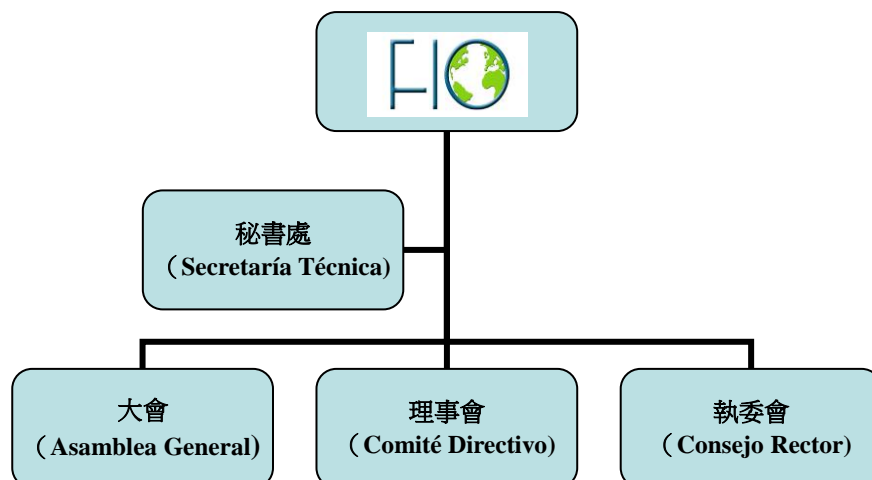 FIO
秘書處
（Secretaría Técnica)
大會
（Asamblea General)
理事會
（Comité Directivo)
執委會
（Consejo Rector)